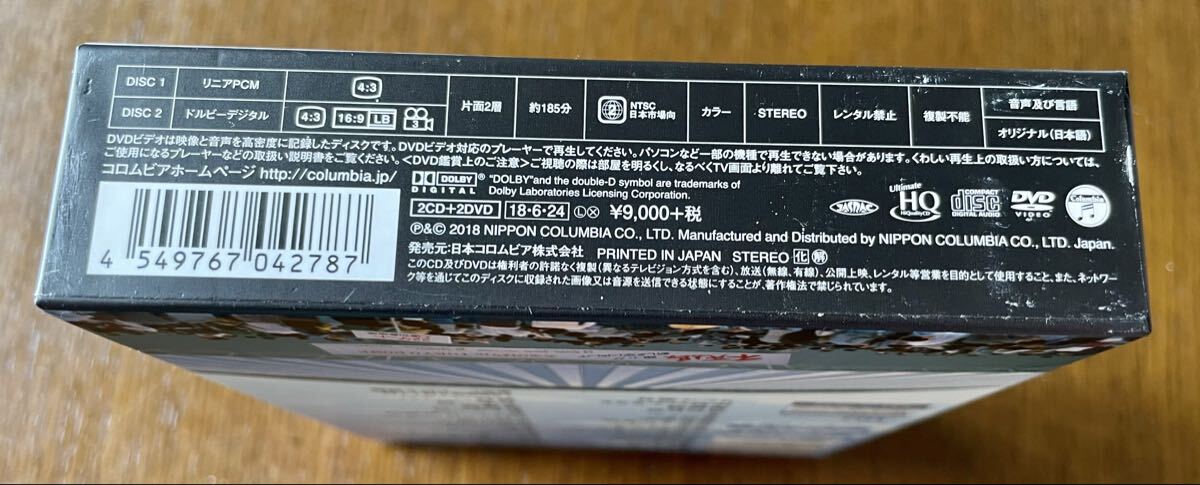 DISC 1 リニアPCM 4:3
DISC 2 ドルビーデジタル 4:3 16:9 LB 3
片面2層 約185分 NTSC 日本市場向 カラー STEREO レンタル禁止 複製不能
音声及び言語
オリジナル(日本語)
DVDビデオは映像と音声を高密度に記録したディスクです。DVDビデオ対応のプレーヤーで再生してください。パソコンなど一部の機種で再生できない場合があります。くわしい再生上の取扱い方については、
ご使用になるプレーヤーなどの取扱い説明書をご覧ください。<DVD鑑賞上のご注意>ご視聴の際は部屋を明るくし、なるべくTV画面より離れてご覧下さい。
コロムビアホームページ http://columbia.jp/
DOLBY DIGITAL "DOLBY"and the double-D symbol are trademarks of
Dolby Laboratories Licensing Corporation.
2CD+2DVD 18・6・24 Ⓛ Ⓧ ¥9,000+税
JASRAC Ultimate HQ HiQualityCD COMPACT disc DIGITAL AUDIO DVD VIDEO Columbia
℗&© 2018 NIPPON COLUMBIA CO., LTD. Manufactured and Distributed by NIPPON COLUMBIA CO., LTD. Japan.
発売元:日本コロムビア株式会社 PRINTED IN JAPAN STEREO 化 解
このCD及びDVDは権利者の許諾なく複製(異なるテレビジョン方式を含む)、放送(無線、有線)、公開上映、レンタル等営業を目的として使用すること、また、ネットワー
ク等を通じてこのディスクに収録された画像又は音源を送信できる状態にすることが、著作権法で禁じられています。
4 549767 042787